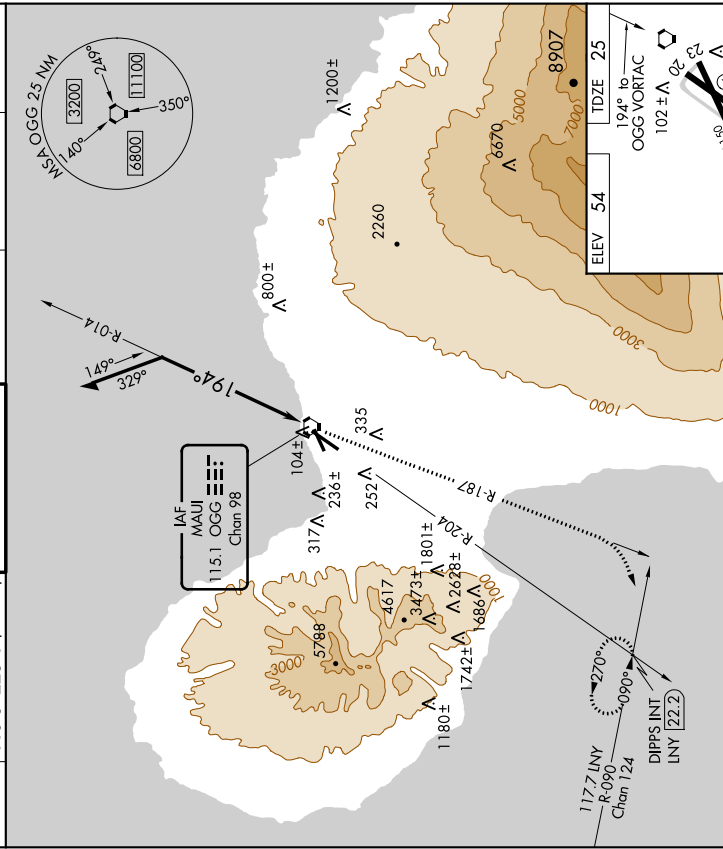 MSA OGG 25 NM
3200
249°
11100
350°
6800
140°
1200±
800±
6670
8907
5000
7000
2260
3000
1000
R-014
149°
329°
194°
IAF
MAUI
115.1 OGG
Chan 98
104±
335
236±
252
317
R-187
R-204
1801±
2628±
3473±
4617
1686
1742±
1180±
5788
3000
1000
270°
090°
DIPPS INT
LNY 22.2
117.7 LNY
R-090
Chan 124
ELEV 54
TDZE 25
194° to
OGG VORTAC
102±
20
23